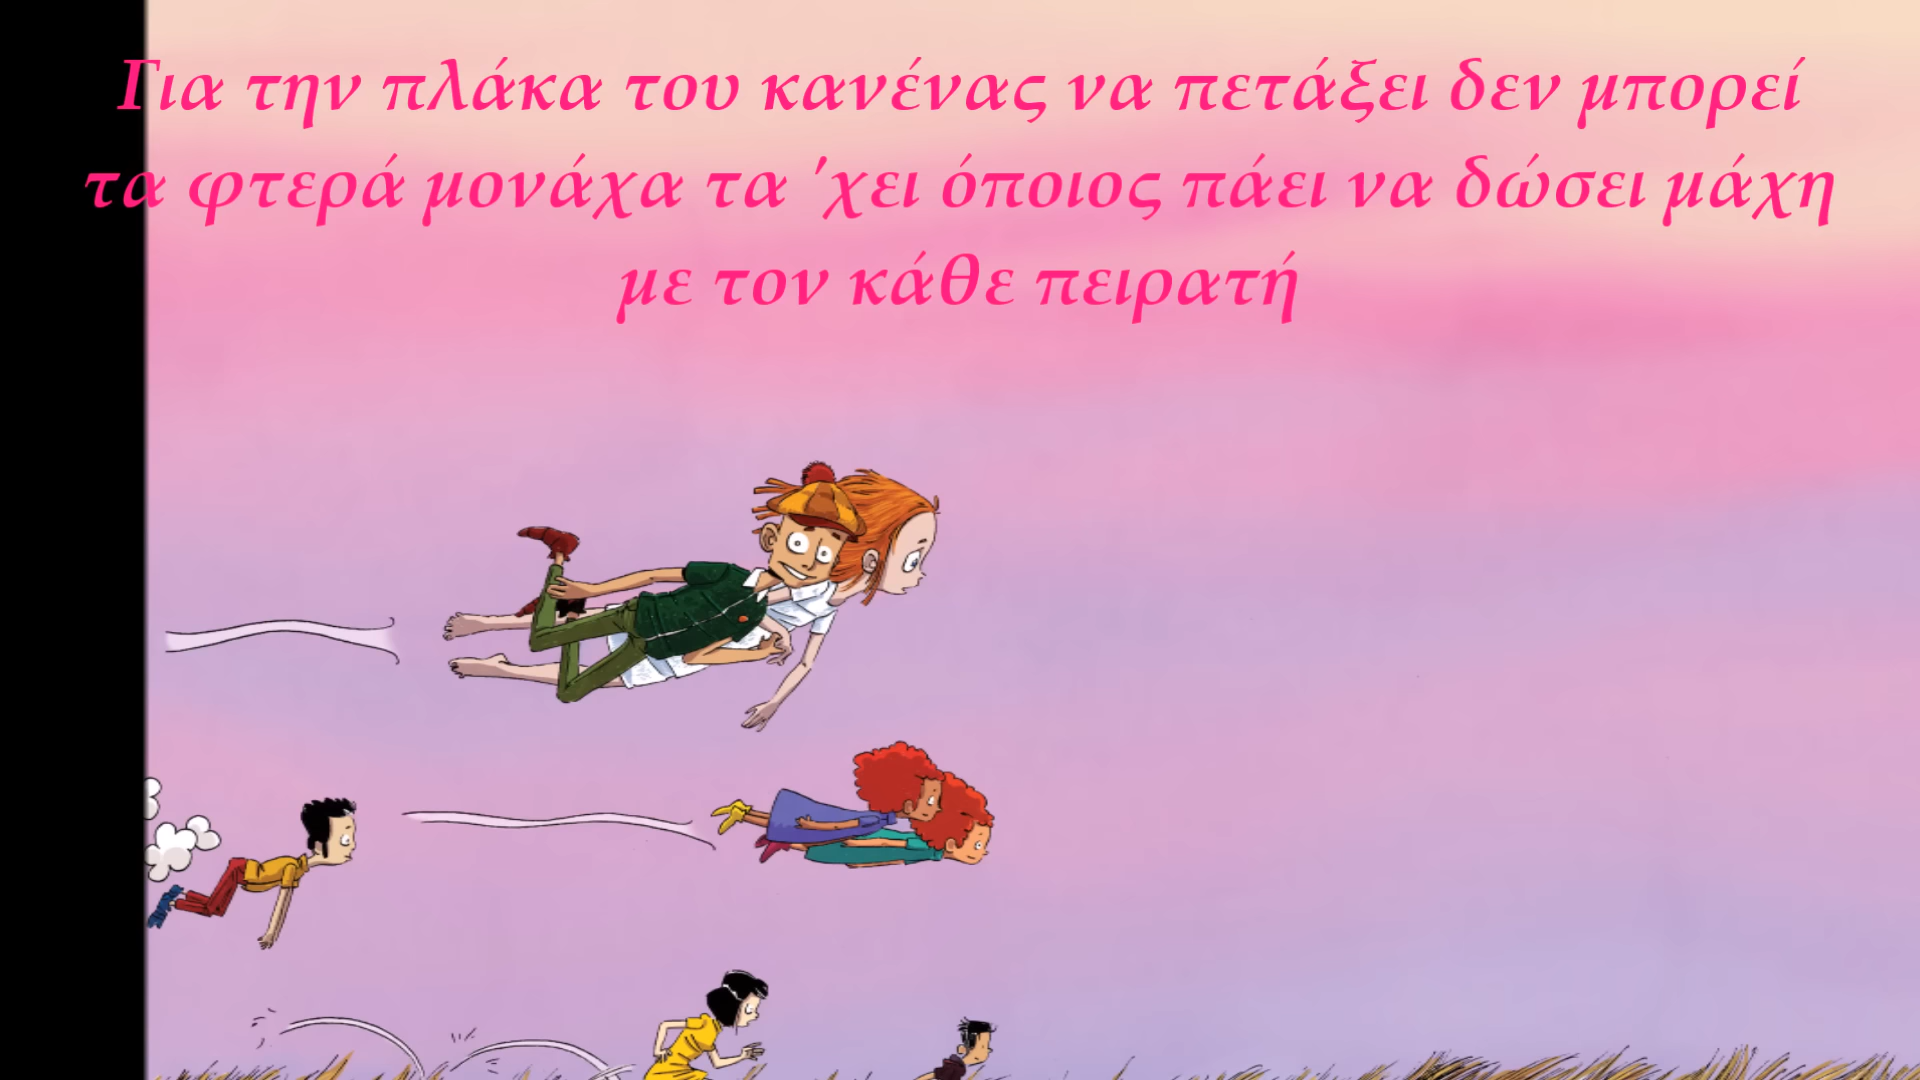 Για την πλάκα του κανένας να πετάξει δεν μπορεί
τα φτερά μονάχα τα 'χει όποιος πάει να δώσει μάχη
με τον κάθε πειρατή